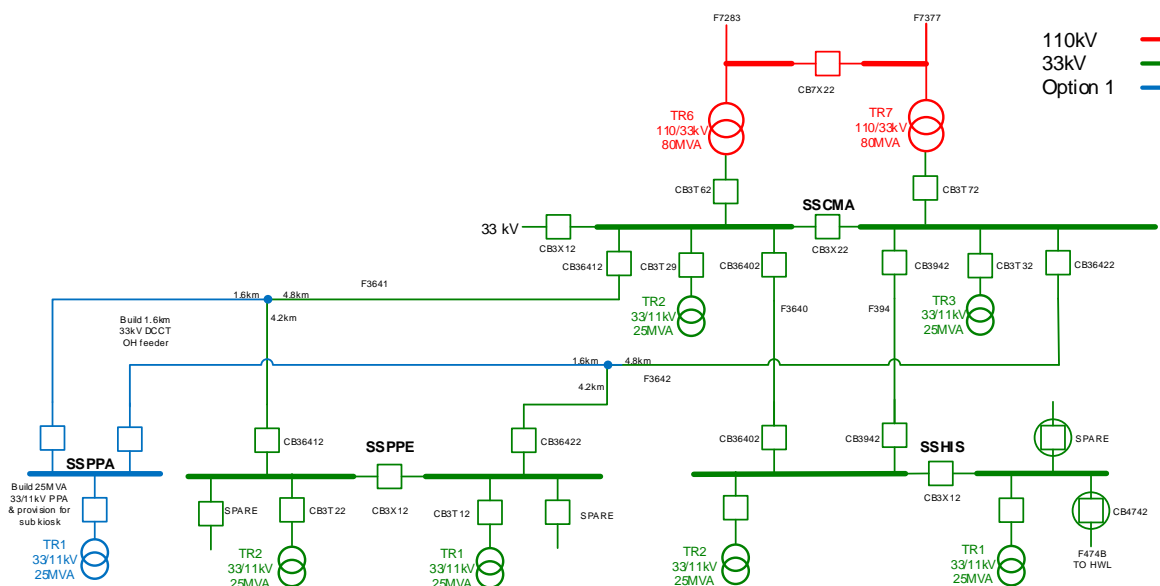 F7283
F7377
110kV
33kV
Option 1
CB7X22
TR6
110/33kV
80MVA
TR7
110/33kV
80MVA
CB3T62
CB3T72
SSCMA
33 kV
CB3X12
CB3X22
CB36412
CB3T29
CB36402
CB3942
CB3T32
CB36422
F3641
1.6km
4.8km
4.2km
TR2
33/11kV
25MVA
F3640
F394
TR3
33/11kV
25MVA
Build 1.6km
33kV DCCT
OH feeder
1.6km
4.8km
F3642
4.2km
CB36412
CB36422
CB36402
CB3942
SPARE
SSPPA
SSPPE
SSHIS
CB3X12
CB3X12
Build 25MVA
33/11kV PPA
& provision for
sub kiosk
SPARE
CB3T22
CB3T12
SPARE
CB4742
TR1
33/11kV
25MVA
TR2
33/11kV
25MVA
TR1
33/11kV
25MVA
TR2
33/11kV
25MVA
TR1
33/11kV
25MVA
F474B
TO HWL